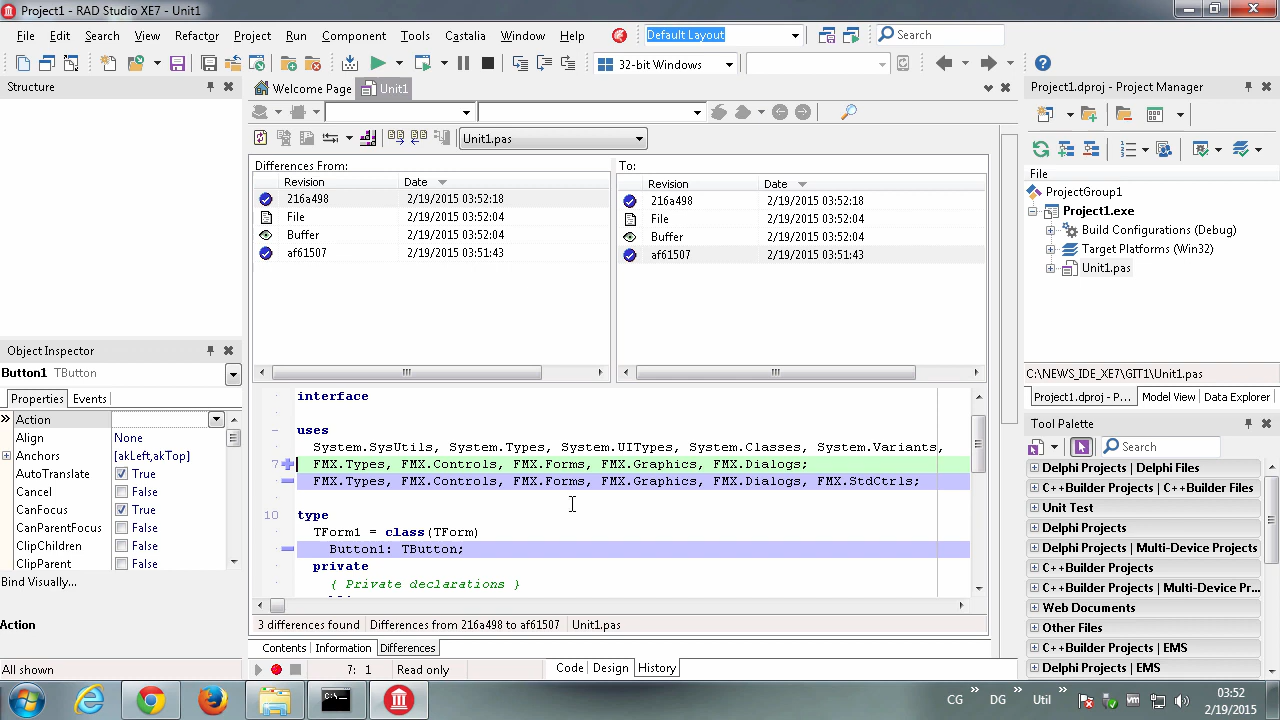 Project1 - RAD Studio XE7 - Unit1
File Edit Search View Refactor Project Run Component Tools Castalia Window Help
Default Layout
Search
32-bit Windows
Structure
Welcome Page
Unit1
Unit1.pas
Differences From:
Revision Date
216a498 2/19/2015 03:52:18
File 2/19/2015 03:52:04
Buffer 2/19/2015 03:52:04
af61507 2/19/2015 03:51:43
To:
Revision Date
216a498 2/19/2015 03:52:18
File 2/19/2015 03:52:04
Buffer 2/19/2015 03:52:04
af61507 2/19/2015 03:51:43
Project1.dproj - Project Manager
File
ProjectGroup1
Project1.exe
Build Configurations (Debug)
Target Platforms (Win32)
Unit1.pas
C:\NEWS_IDE_XE7\GIT1\Unit1.pas
Project1.dproj - P... Model View Data Explorer
Object Inspector
Button1 TButton
Properties Events
Action
Align None
Anchors [akLeft,akTop]
AutoTranslate True
Cancel False
CanFocus True
CanParentFocus False
ClipChildren False
ClipParent False
Bind Visually...
Action
All shown
interface
uses
System.SysUtils, System.Types, System.UITypes, System.Classes, System.Variants,
7 FMX.Types, FMX.Controls, FMX.Forms, FMX.Graphics, FMX.Dialogs;
FMX.Types, FMX.Controls, FMX.Forms, FMX.Graphics, FMX.Dialogs, FMX.StdCtrls;
10 type
TForm1 = class(TForm)
Button1: TButton;
private
{ Private declarations }
3 differences found Differences from 216a498 to af61507 Unit1.pas
Contents Information Differences
7: 1 Read only
Code Design History
Tool Palette
Search
Delphi Projects | Delphi Files
C++Builder Projects | C++Builder Files
Unit Test
Delphi Projects
Delphi Projects | Multi-Device Projects
C++Builder Projects
C++Builder Projects | Multi-Device Pr...
Web Documents
Other Files
C++Builder Projects | EMS
Delphi Projects | EMS
CG DG Util
03:52
2/19/2015